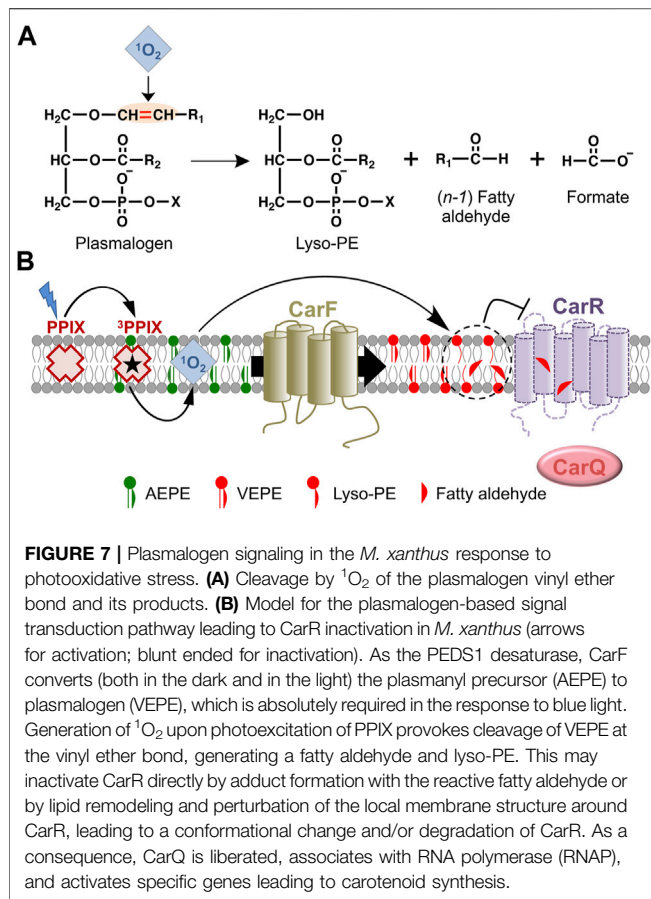 A
¹O₂
H₂C—O—CH=CH—R₁
HC—O—C—R₂
O
O⁻
H₂C—O—P—O—X
O
Plasmalogen
H₂C—OH
HC—O—C—R₂
O
O⁻
H₂C—O—P—O—X
O
Lyso-PE
+
O
R₁—C—H
(n-1) Fatty
aldehyde
+
O
H—C—O⁻
Formate
B
PPIX
³PPIX
¹O₂
CarF
CarR
CarQ
AEPE
VEPE
Lyso-PE
Fatty aldehyde
FIGURE 7 | Plasmalogen signaling in the M. xanthus response to
photooxidative stress. (A) Cleavage by ¹O₂ of the plasmalogen vinyl ether
bond and its products. (B) Model for the plasmalogen-based signal
transduction pathway leading to CarR inactivation in M. xanthus (arrows
for activation; blunt ended for inactivation). As the PEDS1 desaturase, CarF
converts (both in the dark and in the light) the plasmanyl precursor (AEPE) to
plasmalogen (VEPE), which is absolutely required in the response to blue light.
Generation of ¹O₂ upon photoexcitation of PPIX provokes cleavage of VEPE at
the vinyl ether bond, generating a fatty aldehyde and lyso-PE. This may
inactivate CarR directly by adduct formation with the reactive fatty aldehyde or
by lipid remodeling and perturbation of the local membrane structure around
CarR, leading to a conformational change and/or degradation of CarR. As a
consequence, CarQ is liberated, associates with RNA polymerase (RNAP),
and activates specific genes leading to carotenoid synthesis.